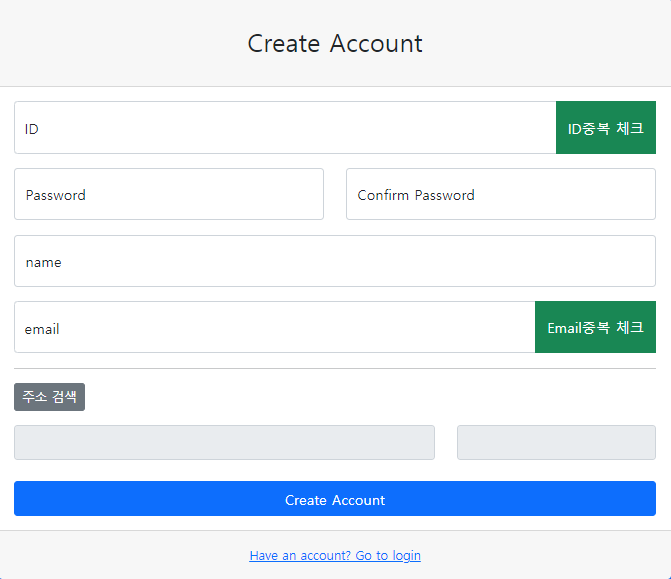 Create Account
ID
ID중복 체크
Password
Confirm Password
name
email
Email중복 체크
주소 검색
Create Account
Have an account? Go to login